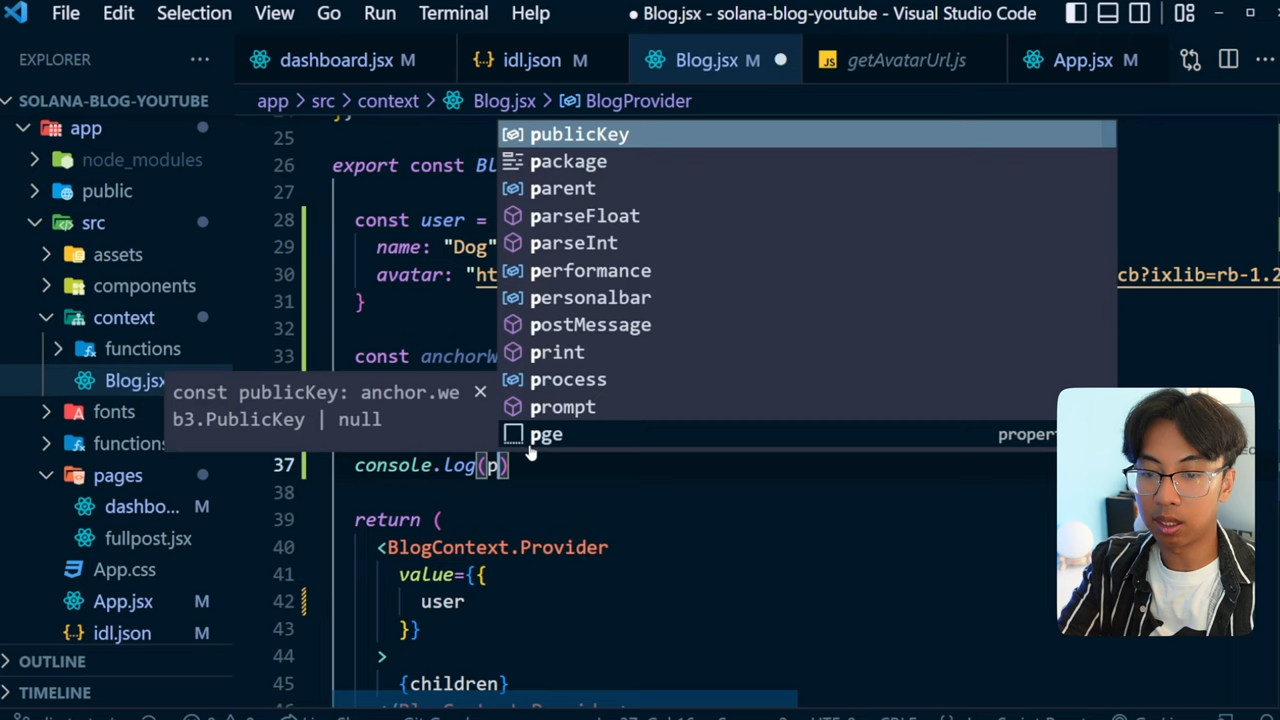 File Edit Selection View Go Run Terminal Help ● Blog.jsx - solana-blog-youtube - Visual Studio Code
EXPLORER ···
dashboard.jsx M
{..} idl.json M
Blog.jsx M ●
JS getAvatarUrl.js
App.jsx M
SOLANA-BLOG-YOUTUBE
app
node_modules
public
src
assets
components
context
functions
Blog.jsx
fonts
function
pages
dashbo... M
fullpost.jsx
App.css
App.jsx M
{..} idl.json M
OUTLINE
TIMELINE
app > src > context > Blog.jsx > BlogProvider
25
26 export const Bl
27
28 const user =
29 name: "Dog"
30 avatar: "ht cb?ixlib=rb-1.2
31 }
32
33 const anchorW
37 console.log(p)
38
39 return (
40 <BlogContext.Provider
41 value={{
42 user
43 }}
44 >
45 {children}
publicKey
package
parent
parseFloat
parseInt
performance
personalbar
postMessage
print
process
prompt
pge propert
const publicKey: anchor.we
b3.PublicKey | null